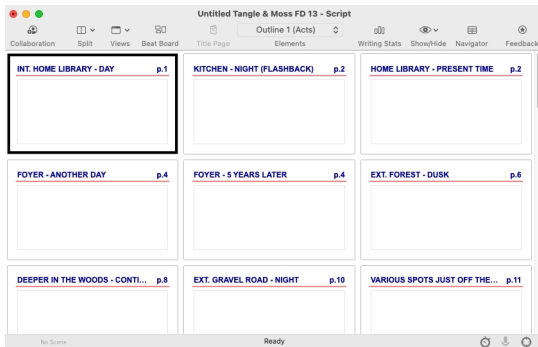 Untitled Tangle & Moss FD 13 - Script
Outline 1 (Acts)
Collaboration Split Views Beat Board Title Page Elements Writing Stats Show/Hide Navigator Feedback
INT. HOME LIBRARY - DAY p.1
KITCHEN - NIGHT (FLASHBACK) p.2
HOME LIBRARY - PRESENT TIME p.2
FOYER - ANOTHER DAY p.4
FOYER - 5 YEARS LATER p.4
EXT. FOREST - DUSK p.6
DEEPER IN THE WOODS - CONTI... p.8
EXT. GRAVEL ROAD - NIGHT p.10
VARIOUS SPOTS JUST OFF THE... p.11
No Scene Ready